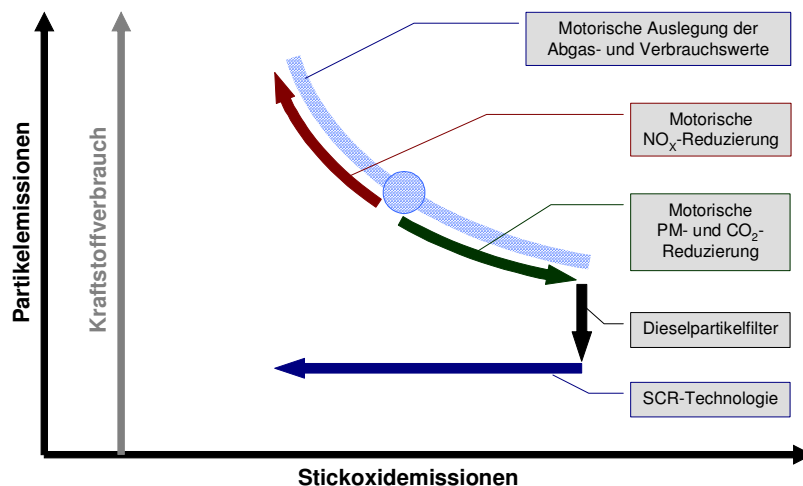 Motorische Auslegung der
Abgas- und Verbrauchswerte
Motorische
NOX-Reduzierung
Motorische
PM- und CO2-
Reduzierung
Dieselpartikelfilter
SCR-Technologie
Partikelemissionen
Kraftstoffverbrauch
Stickoxidemissionen